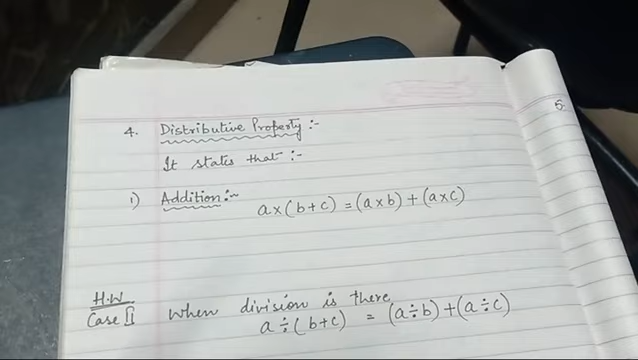 5
4. Distributive Property :-
It states that :-
1) Addition :~ a×(b+c) = (a×b) + (a×c)
H.W
Case II When division is there
a÷(b+c) = (a÷b)+(a÷c)